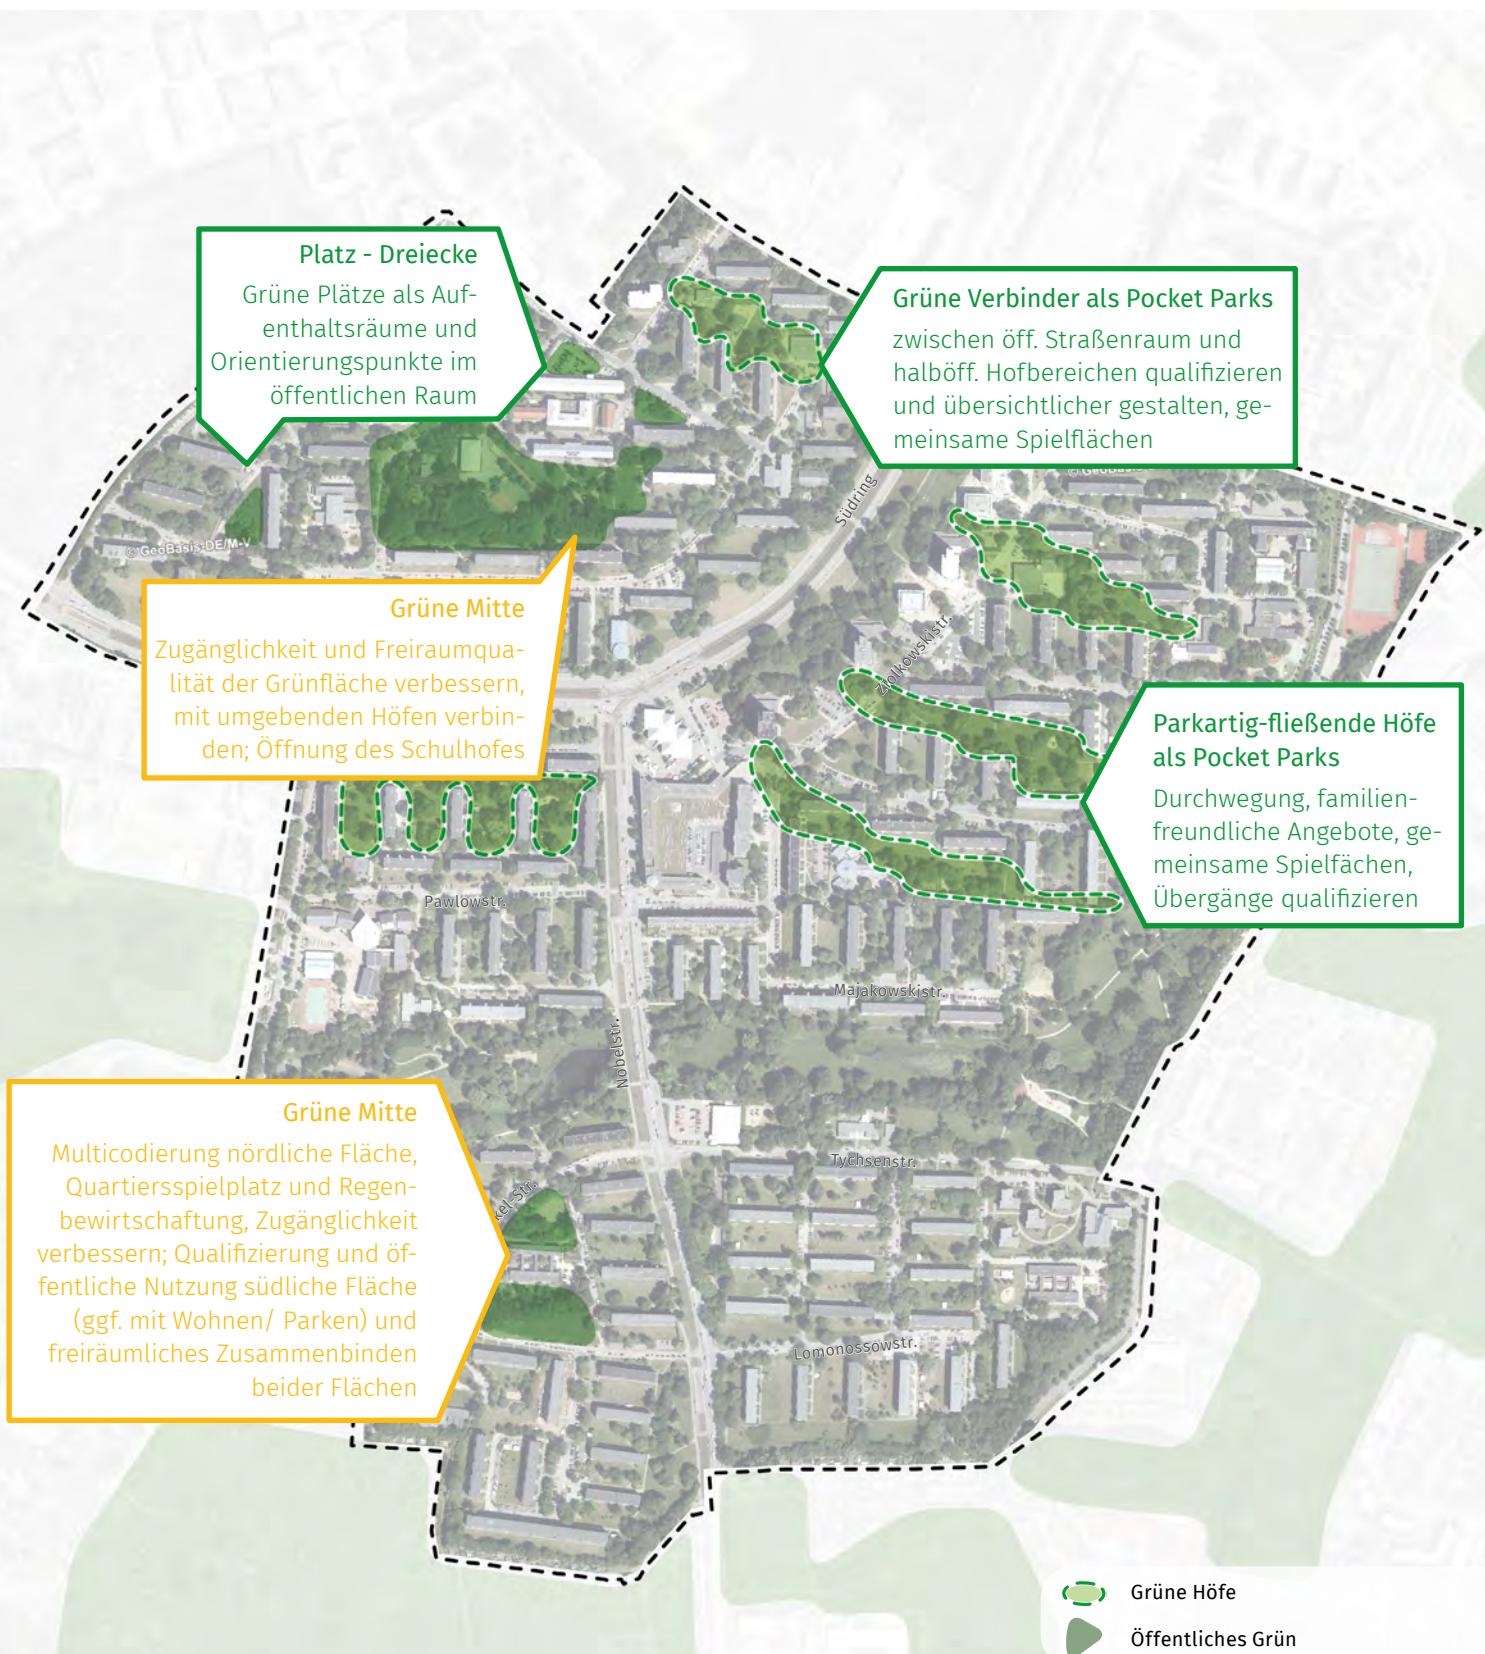 Platz - Dreiecke
Grüne Plätze als Auf-
enthaltsräume und
Orientierungspunkte im
öffentlichen Raum
Grüne Verbinder als Pocket Parks
zwischen öff. Straßenraum und
halböff. Hofbereichen qualifizieren
und übersichtlicher gestalten, ge-
meinsame Spielflächen
© GeoBasis-
Südring
© GeoBasis-DE/M-V
Grüne Mitte
Zugänglichkeit und Freiraumqua-
lität der Grünfläche verbessern,
mit umgebenden Höfen verbin-
den; Öffnung des Schulhofes
Ziolkowskistr.
Parkartig-fließende Höfe
als Pocket Parks
Durchwegung, familien-
freundliche Angebote, ge-
meinsame Spielfächen,
Übergänge qualifizieren
Pawlowstr.
Majakowskistr.
Nobelstr.
Grüne Mitte
Multicodierung nördliche Fläche,
Quartiersspielplatz und Regen-
bewirtschaftung, Zugänglichkeit
verbessern; Qualifizierung und öf-
fentliche Nutzung südliche Fläche
(ggf. mit Wohnen/ Parken) und
freiräumliches Zusammenbinden
beider Flächen
Tychsenstr.
kel-Str.
Lomonossowstr.
Grüne Höfe
Öffentliches Grün